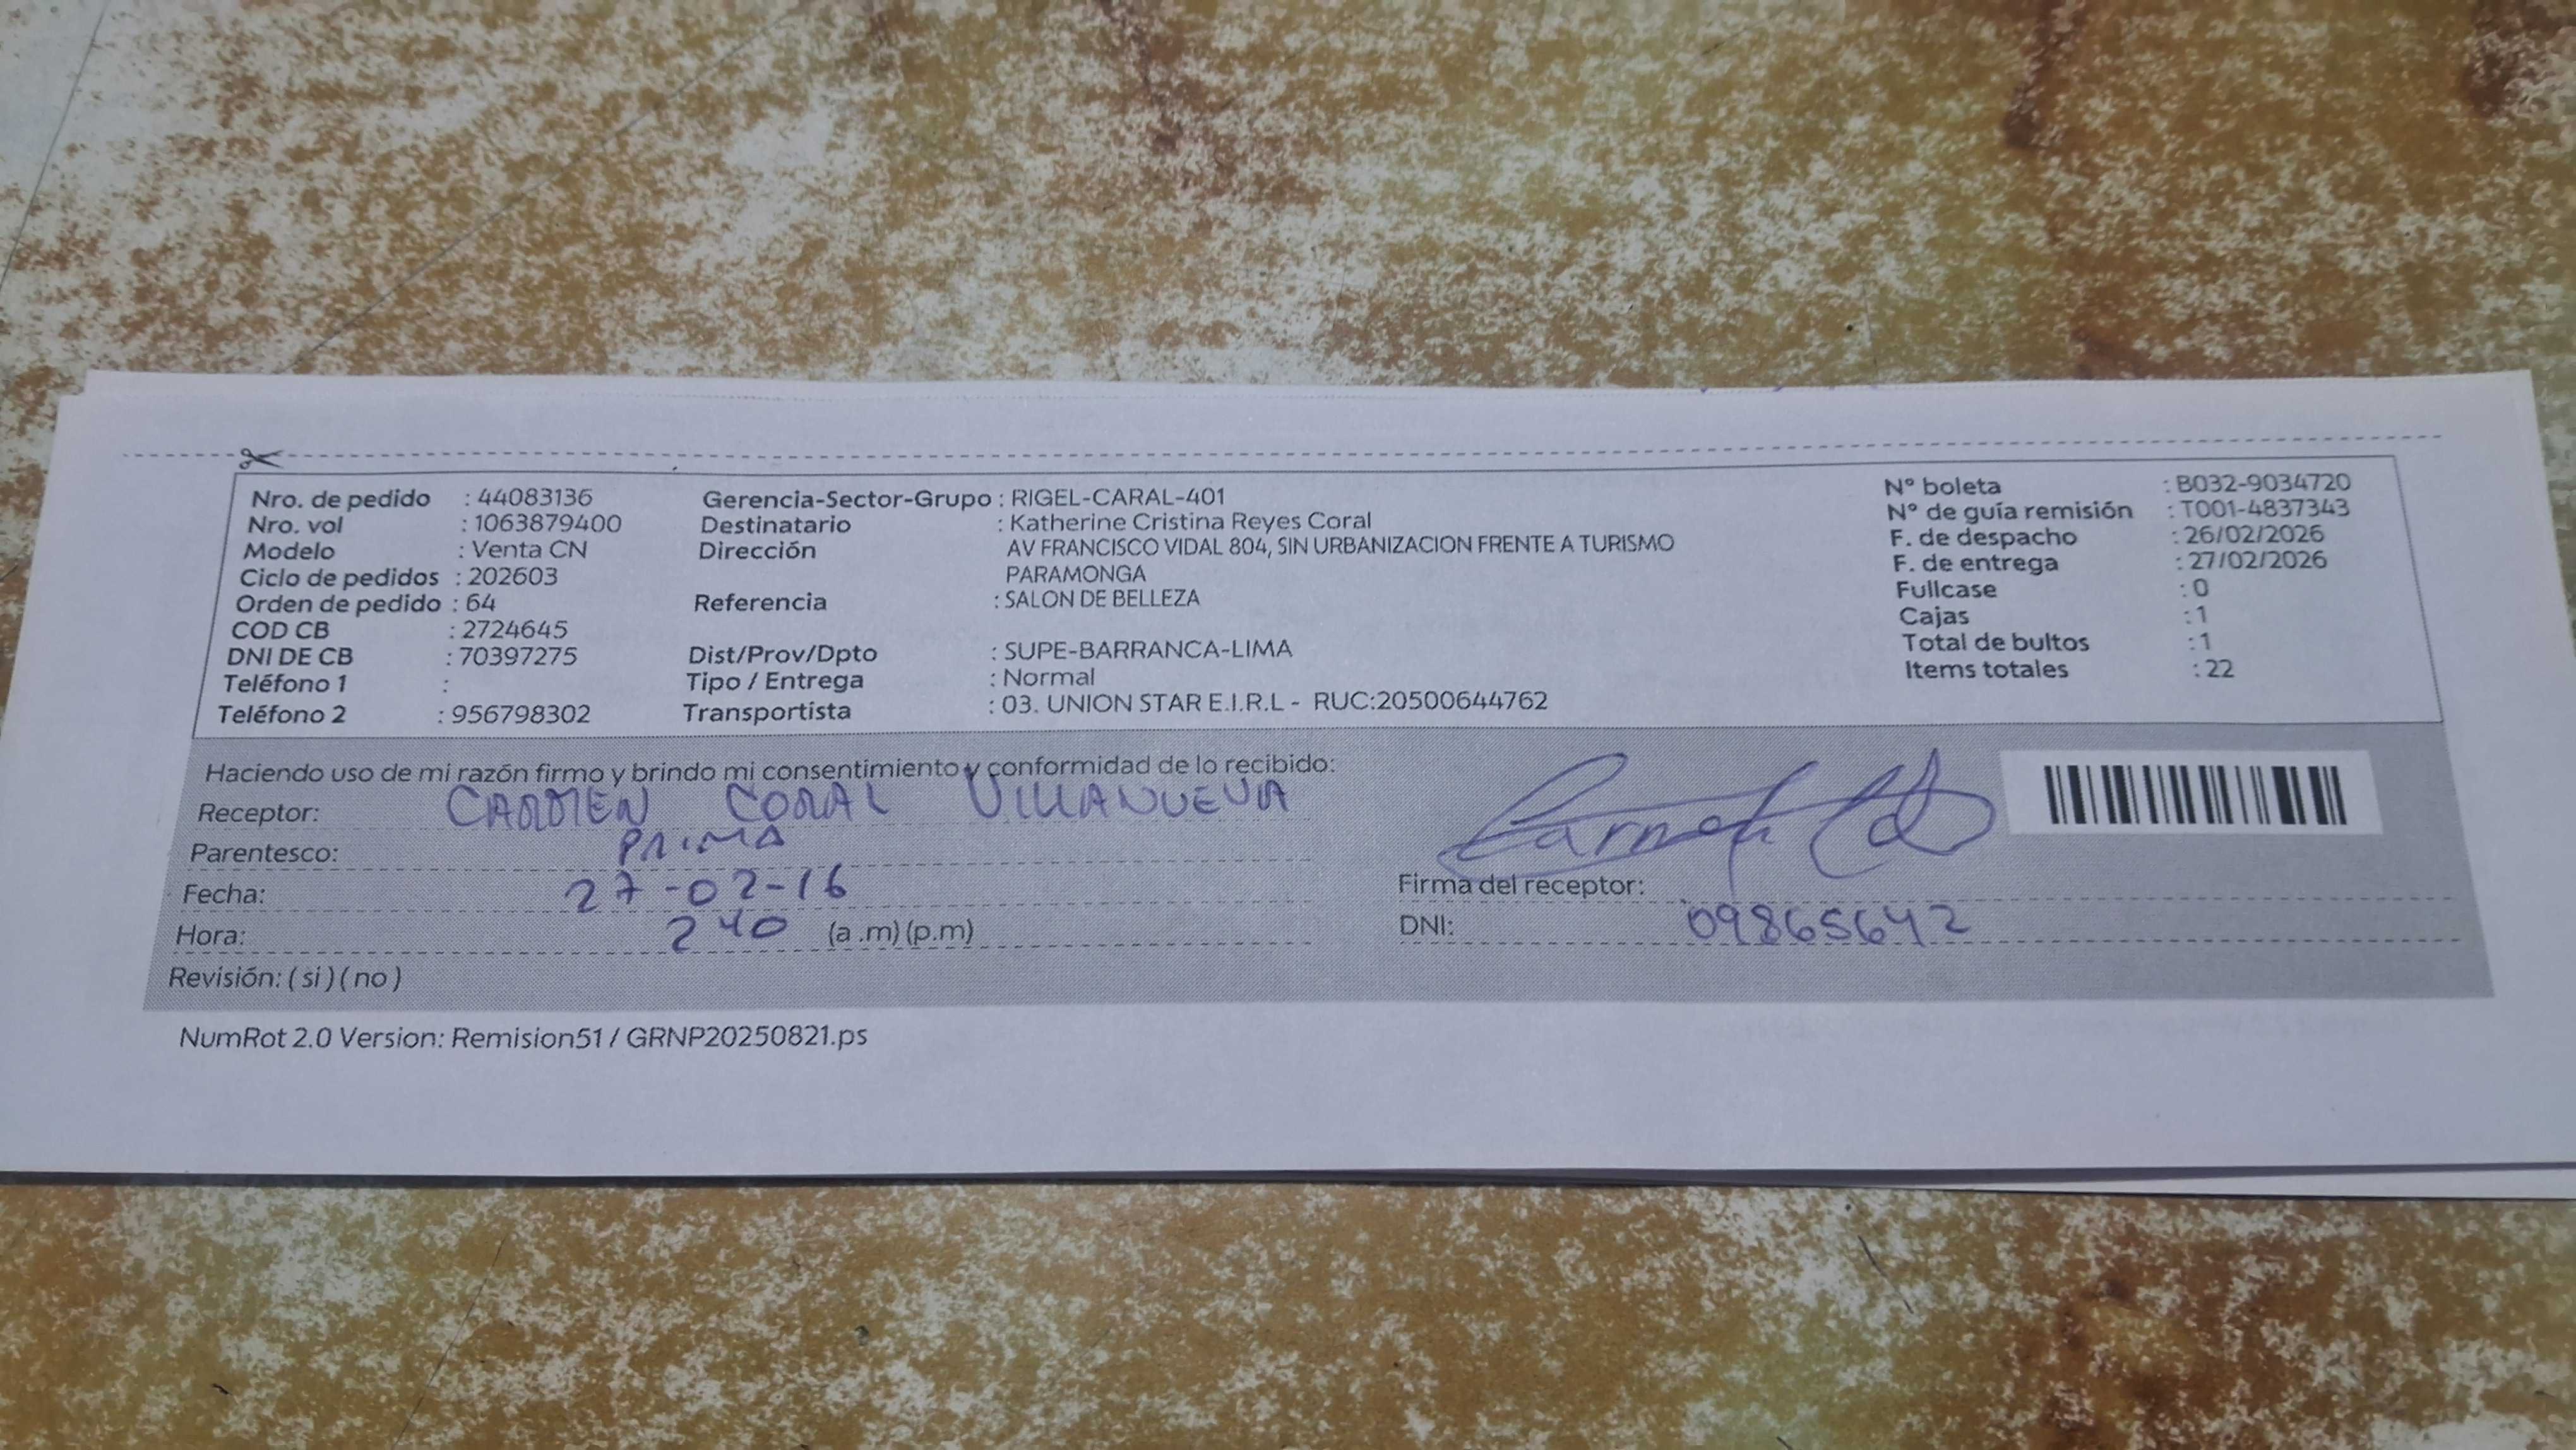 Nro. de pedido : 44083136
Nro. vol : 1063879400
Modelo : Venta CN
Ciclo de pedidos : 202603
Orden de pedido : 64
COD CB : 2724645
DNI DE CB : 70397275
Teléfono 1 :
Teléfono 2 : 956798302
Gerencia-Sector-Grupo : RIGEL-CARAL-401
Destinatario : Katherine Cristina Reyes Coral
Dirección AV FRANCISCO VIDAL 804, SIN URBANIZACION FRENTE A TURISMO
PARAMONGA
Referencia : SALON DE BELLEZA
Dist/Prov/Dpto : SUPE-BARRANCA-LIMA
Tipo / Entrega : Normal
Transportista : 03. UNION STAR E.I.R.L - RUC:20500644762
N° boleta : B032-9034720
N° de guía remisión : T001-4837343
F. de despacho : 26/02/2026
F. de entrega : 27/02/2026
Fullcase : 0
Cajas : 1
Total de bultos : 1
Items totales : 22
Haciendo uso de mi razón firmo y brindo mi consentimiento y conformidad de lo recibido:
Receptor: CARMEN CORAL VILLANUEVA
Parentesco: PRIMA
Fecha: 27-02-16
Hora: 240 (a .m) (p.m)
Revisión: ( si ) ( no )
Firma del receptor:
DNI: 09865642
NumRot 2.0 Version: Remision51 / GRNP20250821.ps